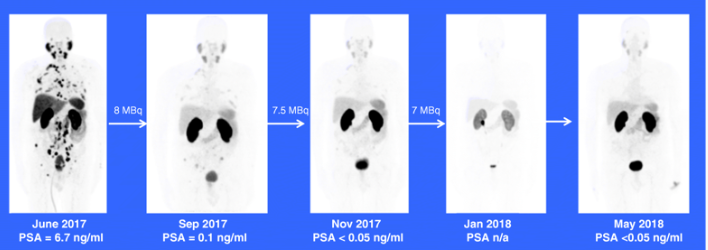 8 MBq
7.5 MBq
7 MBq
June 2017
PSA = 6.7 ng/ml
Sep 2017
PSA = 0.1 ng/ml
Nov 2017
PSA < 0.05 ng/ml
Jan 2018
PSA n/a
May 2018
PSA <0.05 ng/ml